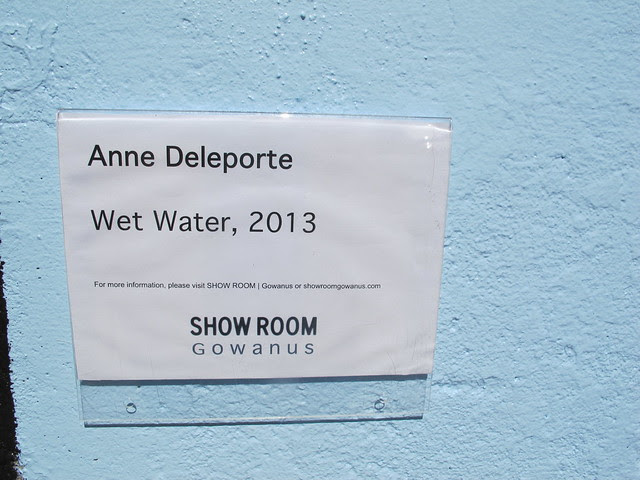 Anne Deleporte
Wet Water, 2013
For more information, please visit SHOW ROOM | Gowanus or showroomgowanus.com
SHOW ROOM
Gowanus